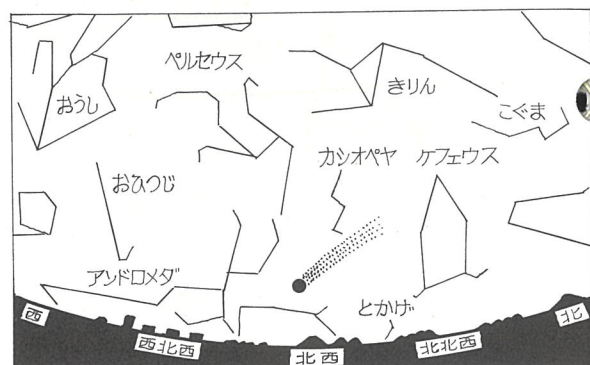 ペルセウス
きりん
おうし
こぐま
カシオペヤ
ケフェウス
おひつじ
アンドロメダ
とかげ
西
西北西
北西
北北西
北